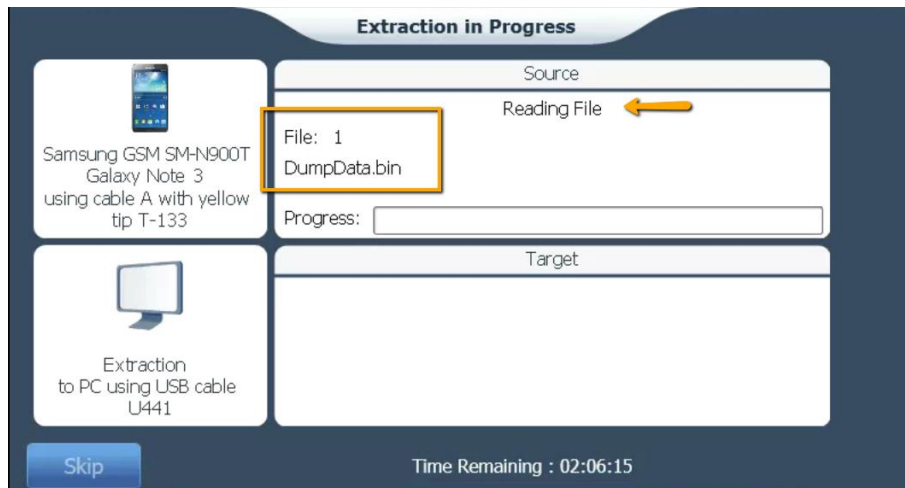 Extraction in Progress
Samsung GSM SM-N900T
Galaxy Note 3
using cable A with yellow
tip T-133
Source
Reading File
File: 1
DumpData.bin
Progress:
Extraction
to PC using USB cable
U441
Target
Skip
Time Remaining : 02:06:15